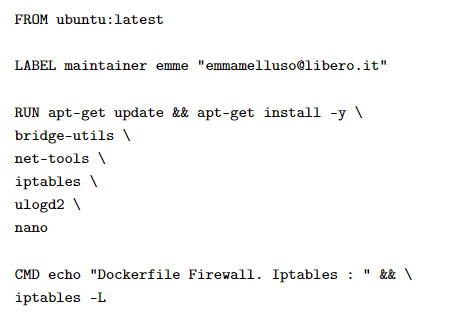 FROM ubuntu:latest
LABEL maintainer emme "emmamelluso@libero.it"
RUN apt-get update && apt-get install -y \
bridge-utils \
net-tools \
iptables \
ulogd2 \
nano
CMD echo "Dockerfile Firewall. Iptables : " && \
iptables -L